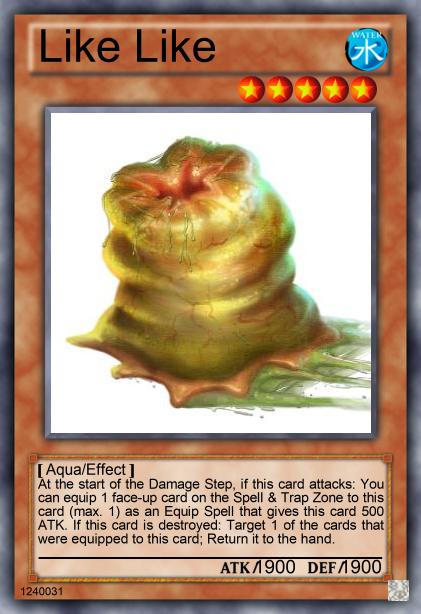 Like Like
WATER
水
[ Aqua/Effect ]
At the start of the Damage Step, if this card attacks: You
can equip 1 face-up card on the Spell & Trap Zone to this
card (max. 1) as an Equip Spell that gives this card 500
ATK. If this card is destroyed: Target 1 of the cards that
were equipped to this card; Return it to the hand.
ATK/1900 DEF/1900
1240031